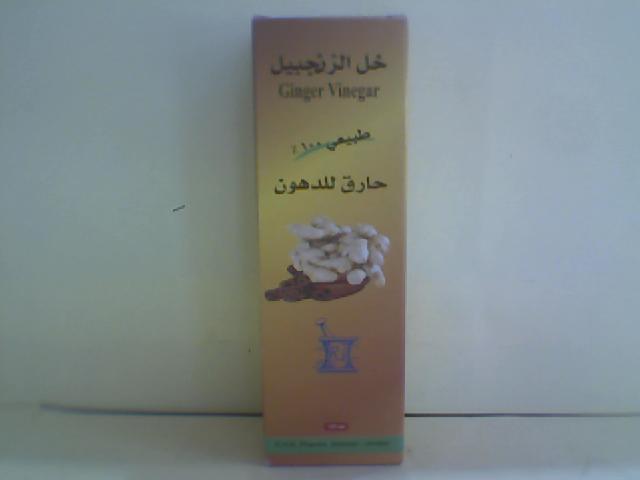 خل الزنجبيل
Ginger Vinegar
طبيعي ١٠٠٪
حارق للدهون